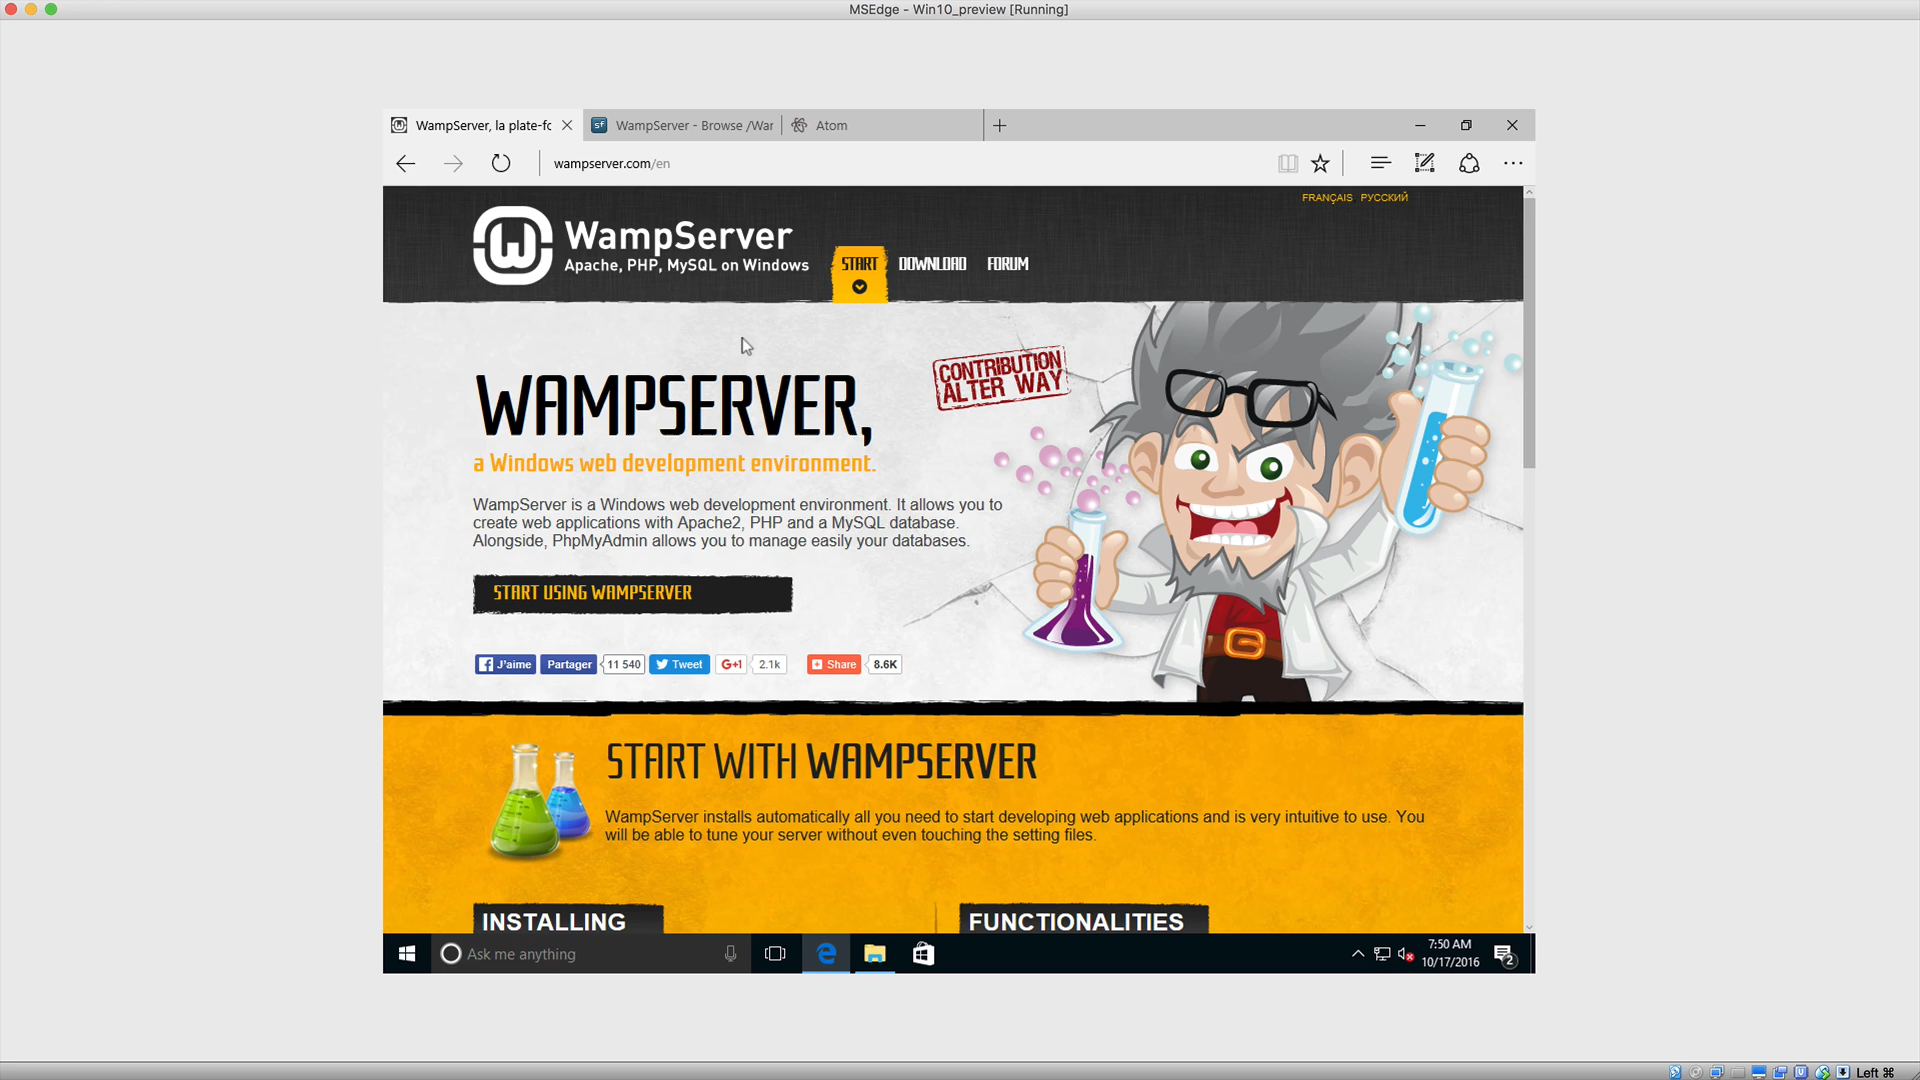 MSEdge - Win10_preview [Running]
WampServer, la plate-fc
sf
WampServer - Browse /War
Atom
wampserver.com/en
FRANÇAIS РУССКИЙ
WampServer
Apache, PHP, MySQL on Windows
START
DOWNLOAD
FORUM
CONTRIBUTION
ALTER WAY
WAMPSERVER,
a Windows web development environment.
WampServer is a Windows web development environment. It allows you to
create web applications with Apache2, PHP and a MySQL database.
Alongside, PhpMyAdmin allows you to manage easily your databases.
START USING WAMPSERVER
J'aime
Partager
11 540
Tweet
G+1
2.1k
Share
8.6K
START WITH WAMPSERVER
WampServer installs automatically all you need to start developing web applications and is very intuitive to use. You
will be able to tune your server without even touching the setting files.
INSTALLING
FUNCTIONALITIES
Ask me anything
7:50 AM
10/17/2016
2
Left ⌘